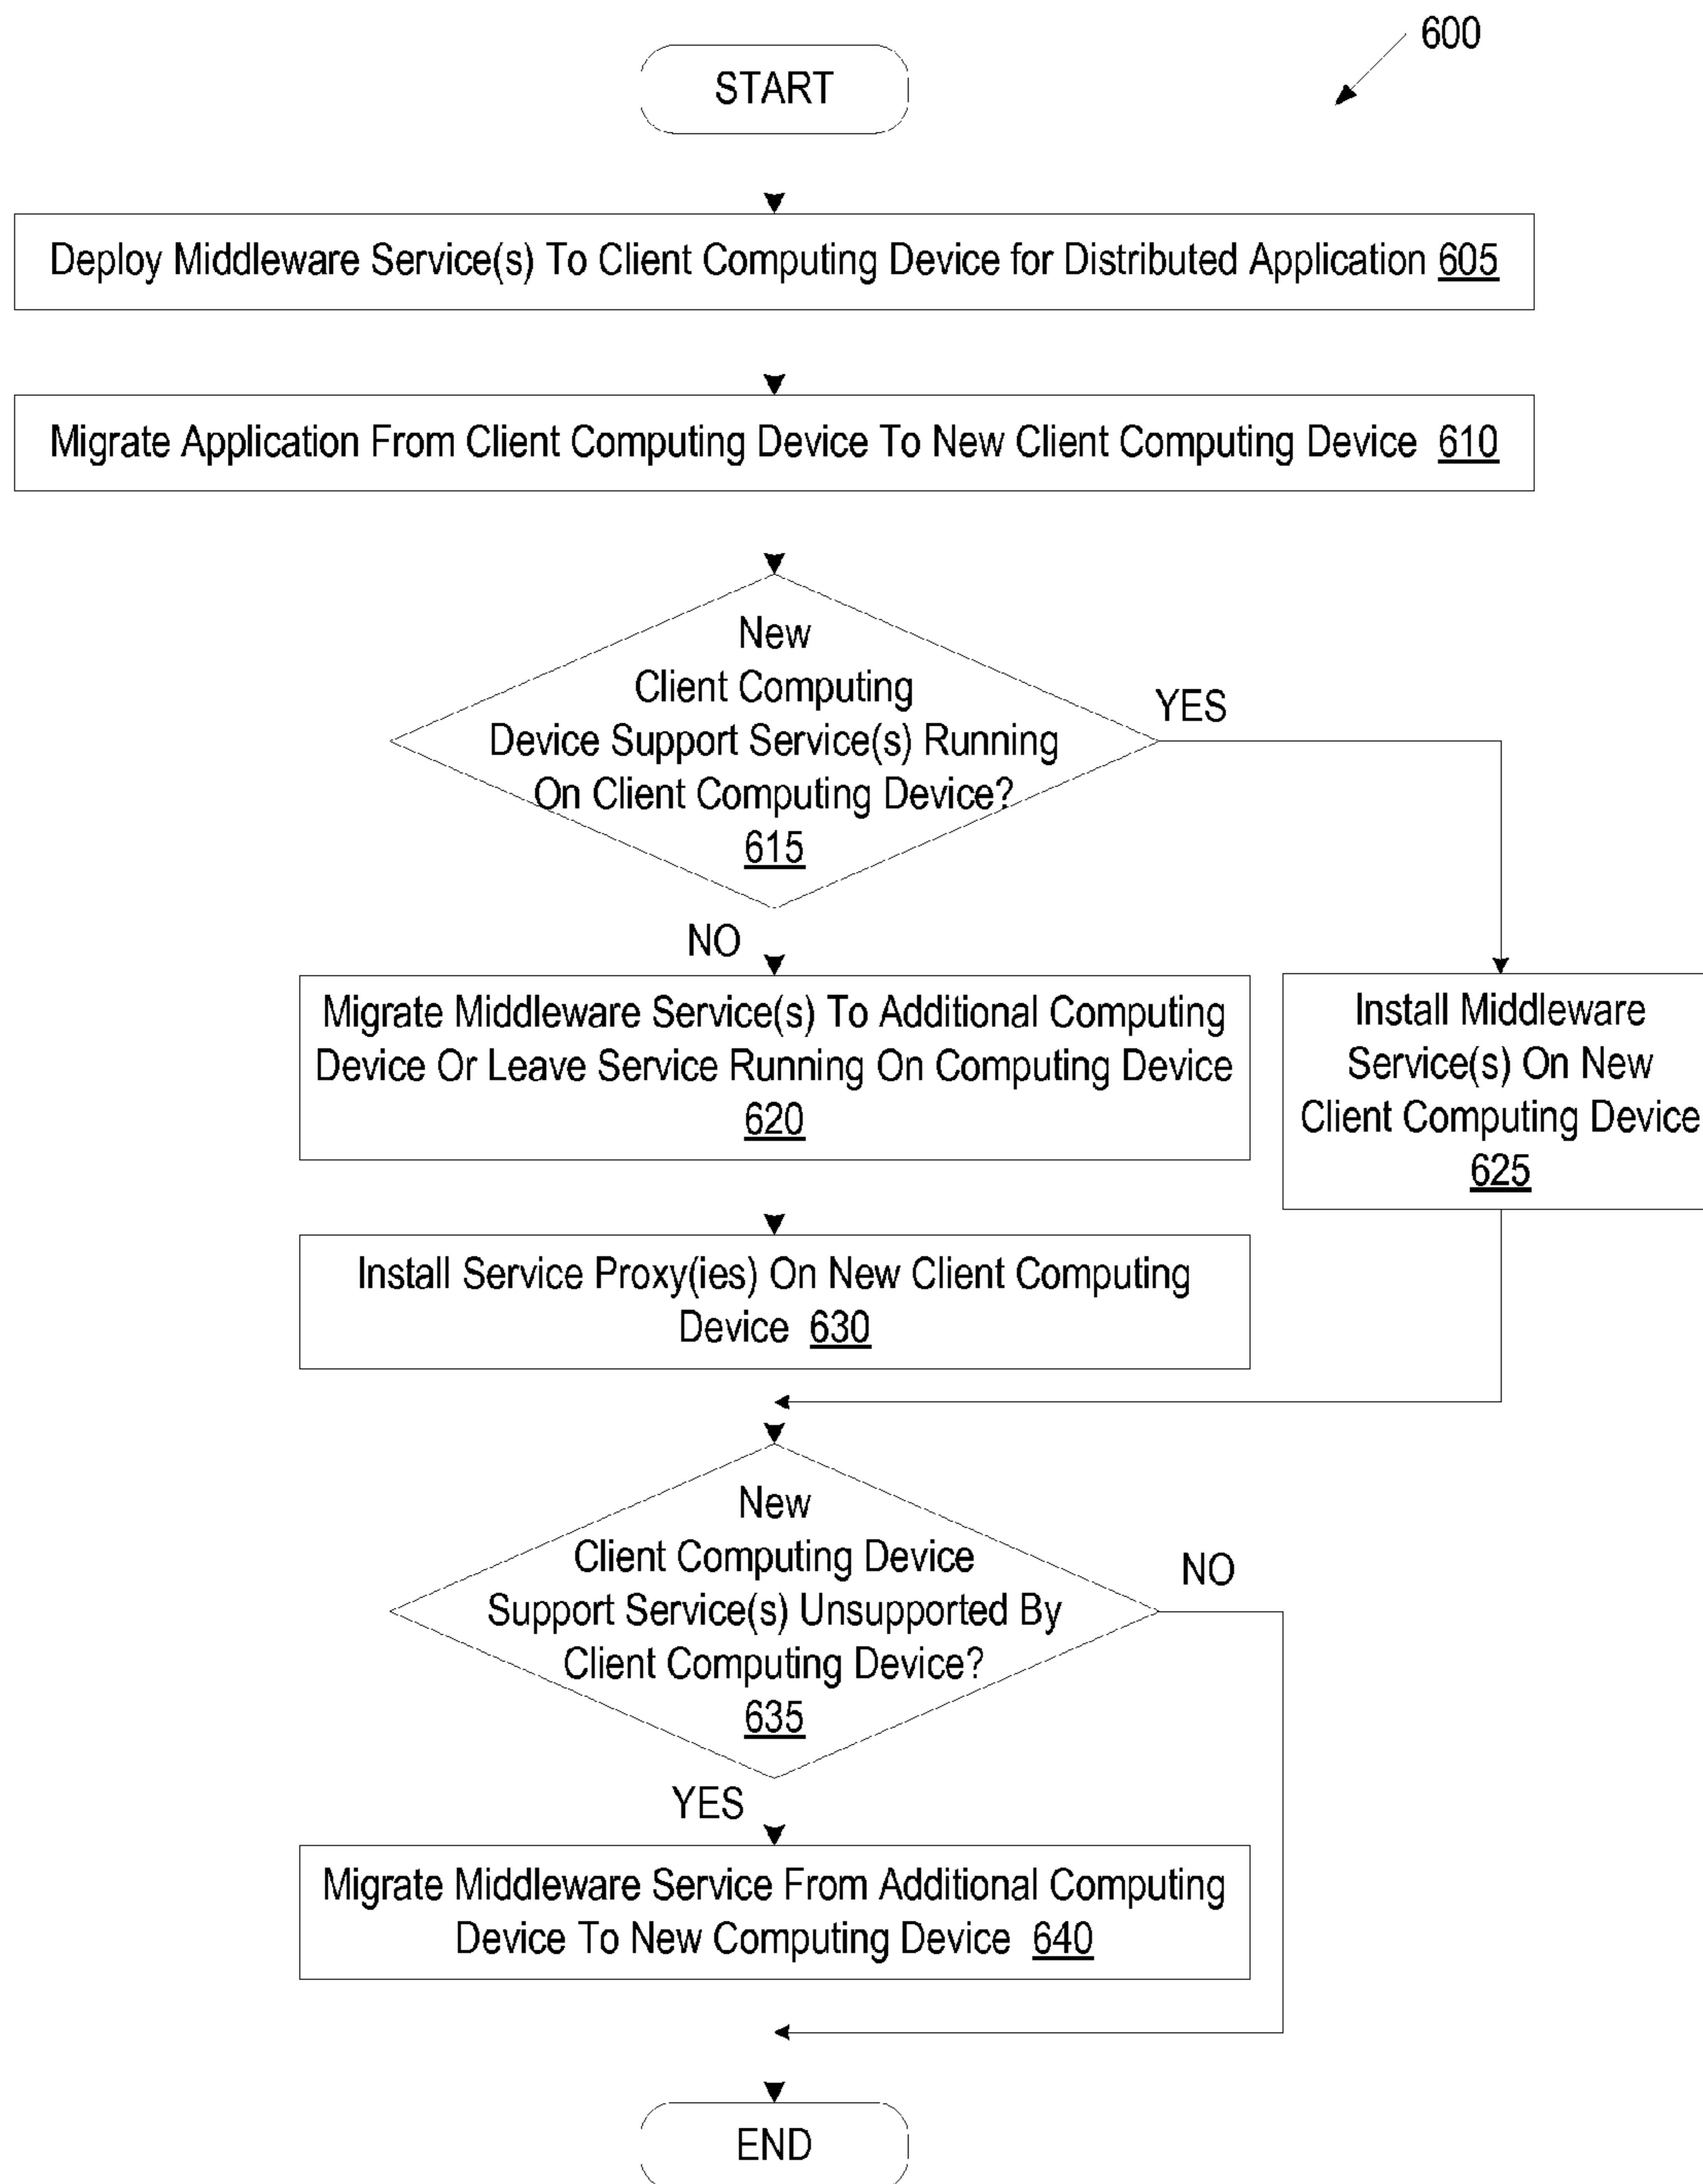 600
START
Deploy Middleware Service(s) To Client Computing Device for Distributed Application 605
Migrate Application From Client Computing Device To New Client Computing Device 610
New
Client Computing
Device Support Service(s) Running
On Client Computing Device?
615
YES
NO
Migrate Middleware Service(s) To Additional Computing
Device Or Leave Service Running On Computing Device
620
Install Middleware
Service(s) On New
Client Computing Device
625
Install Service Proxy(ies) On New Client Computing
Device 630
New
Client Computing Device
Support Service(s) Unsupported By
Client Computing Device?
635
NO
YES
Migrate Middleware Service From Additional Computing
Device To New Computing Device 640
END